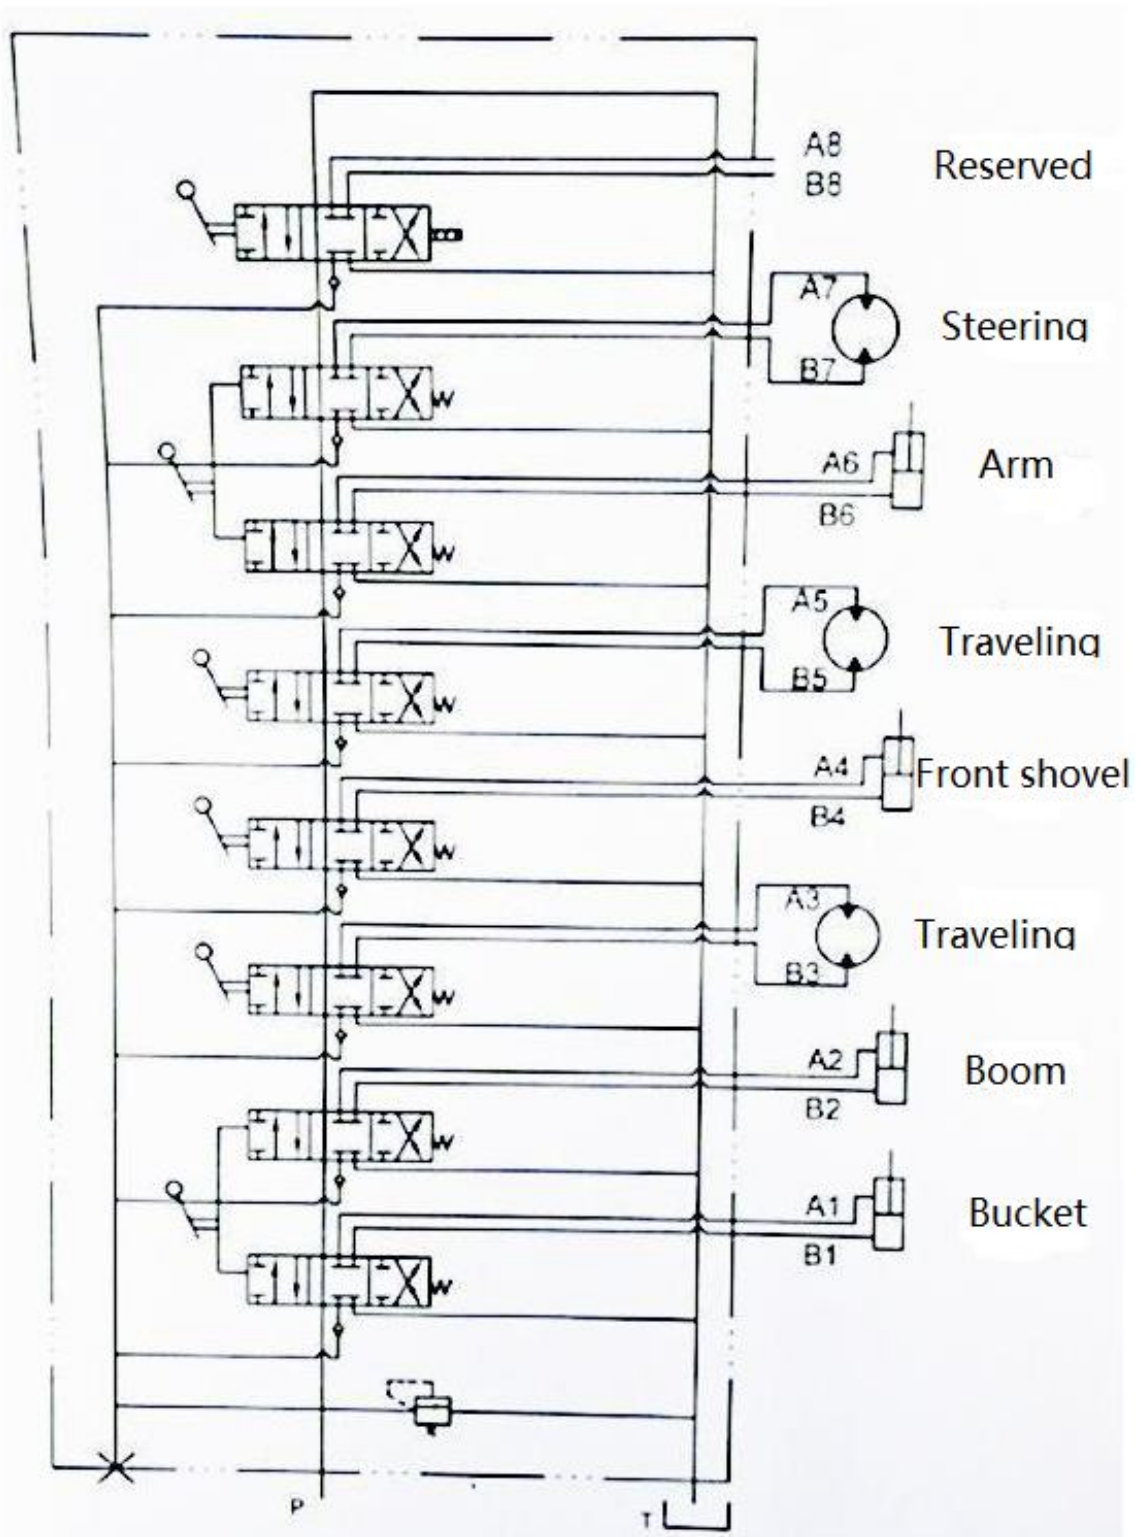 A8
B8
Reserved
A7
Steering
B7
A6
Arm
B6
A5
Traveling
B5
A4
Front shovel
B4
A3
Traveling
B3
A2
Boom
B2
A1
Bucket
B1
P
T